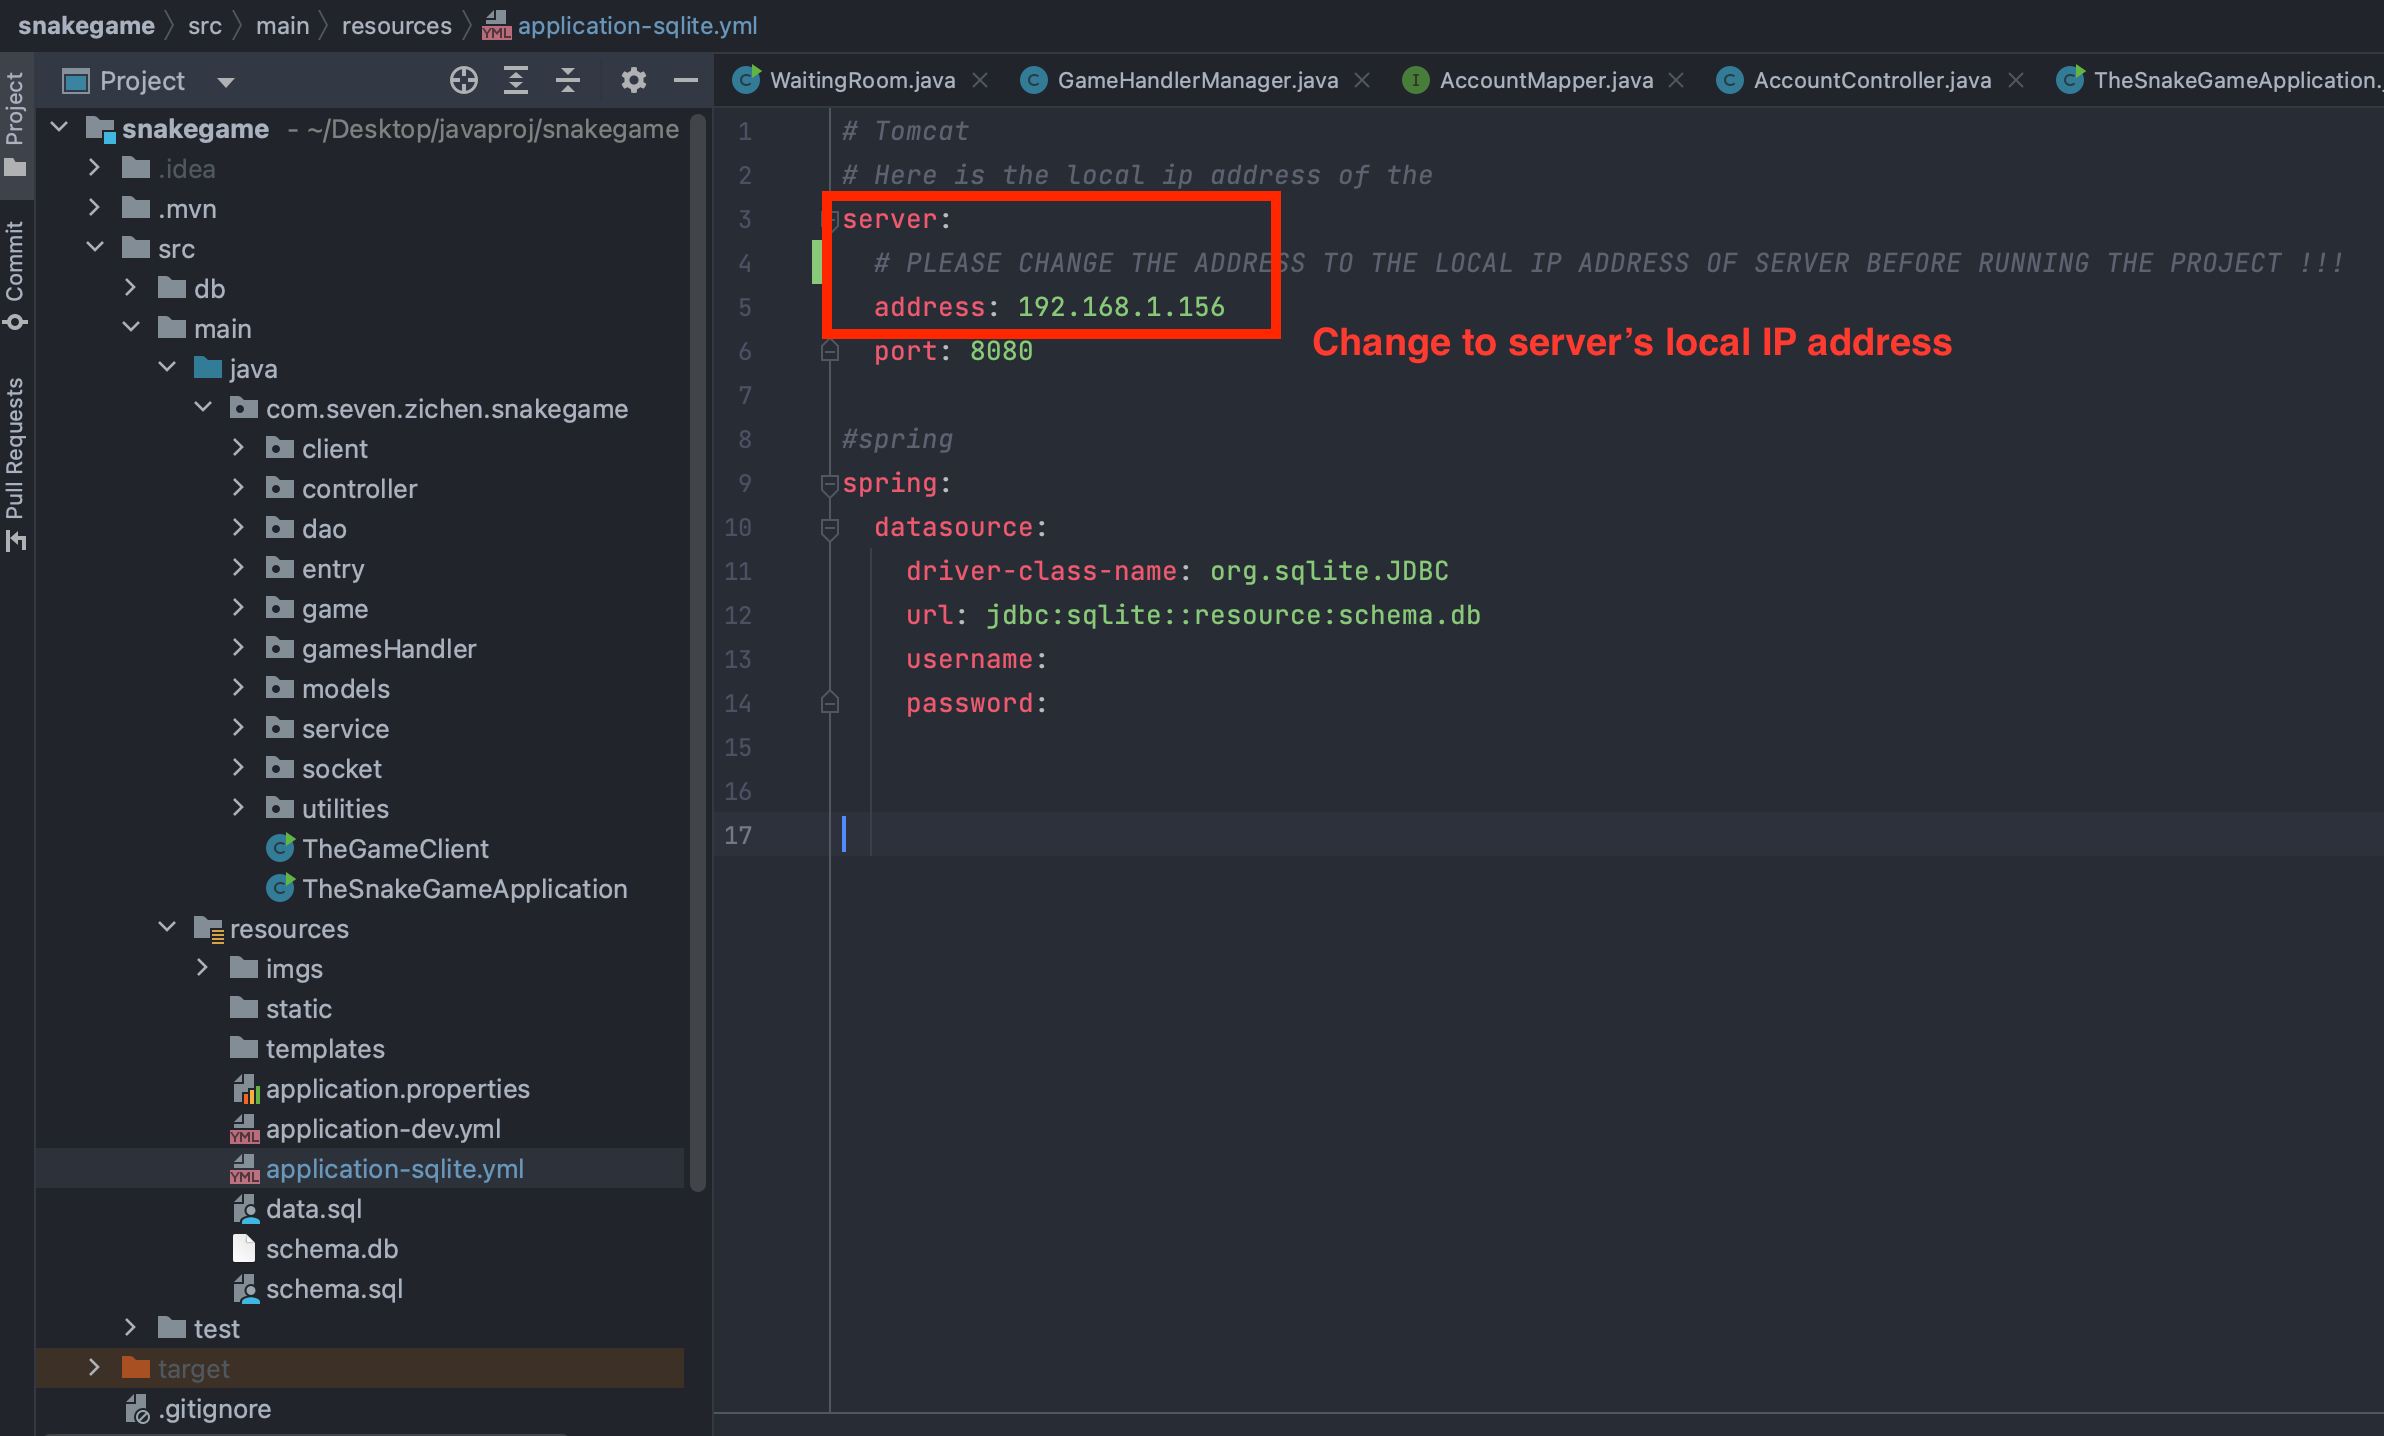 snakegame src main resources application-sqlite.yml
Project
Commit
Pull Requests
Project
snakegame – ~/Desktop/javaproj/snakegame
.idea
.mvn
src
db
main
java
com.seven.zichen.snakegame
client
controller
dao
entry
game
gamesHandler
models
service
socket
utilities
TheGameClient
TheSnakeGameApplication
resources
imgs
static
templates
application.properties
application-dev.yml
application-sqlite.yml
data.sql
schema.db
schema.sql
test
target
.gitignore
WaitingRoom.java GameHandlerManager.java AccountMapper.java AccountController.java TheSnakeGameApplication.
1 # Tomcat
2 # Here is the local ip address of the
3 server:
4 # PLEASE CHANGE THE ADDRESS TO THE LOCAL IP ADDRESS OF SERVER BEFORE RUNNING THE PROJECT !!!
5 address: 192.168.1.156
Change to server’s local IP address
6 port: 8080
7
8 #spring
9 spring:
10 datasource:
11 driver-class-name: org.sqlite.JDBC
12 url: jdbc:sqlite::resource:schema.db
13 username:
14 password:
15
16
17